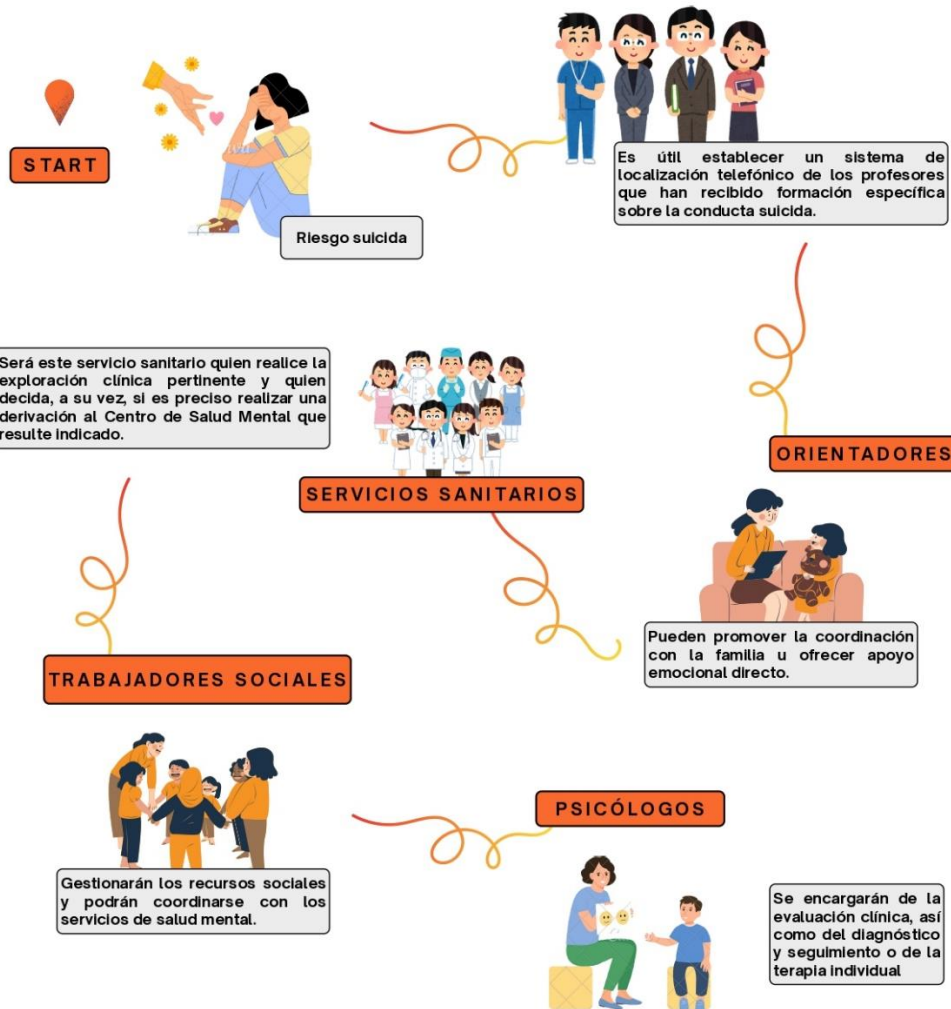 START
Riesgo suicida
Es útil establecer un sistema de
localización telefónico de los profesores
que han recibido formación específica
sobre la conducta suicida.
ORIENTADORES
Pueden promover la coordinación
con la familia u ofrecer apoyo
emocional directo.
SERVICIOS SANITARIOS
Será este servicio sanitario quien realice la
exploración clínica pertinente y quien
decida, a su vez, si es preciso realizar una
derivación al Centro de Salud Mental que
resulte indicado.
TRABAJADORES SOCIALES
Gestionarán los recursos sociales
y podrán coordinarse con los
servicios de salud mental.
PSICÓLOGOS
Se encargarán de la
evaluación clínica, así
como del diagnóstico
y seguimiento o de la
terapia individual